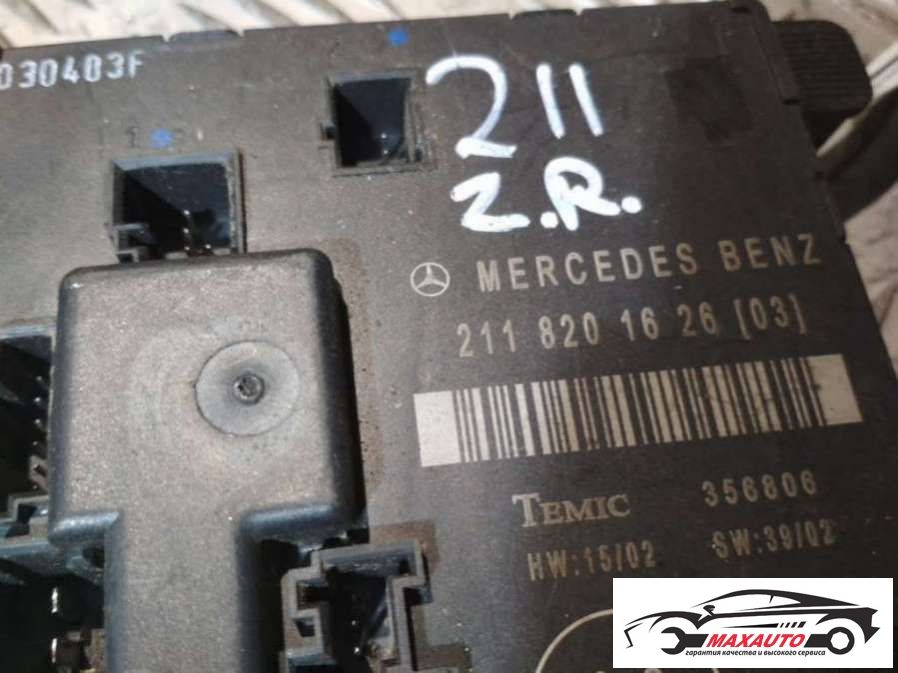 030403F
211
Z.R.
MERCEDES BENZ
211 820 16 26 [03]
TEMIC 356806
HW:15/02 SW:39/02
MAXAUTO
гарантия качества и высокого сервиса